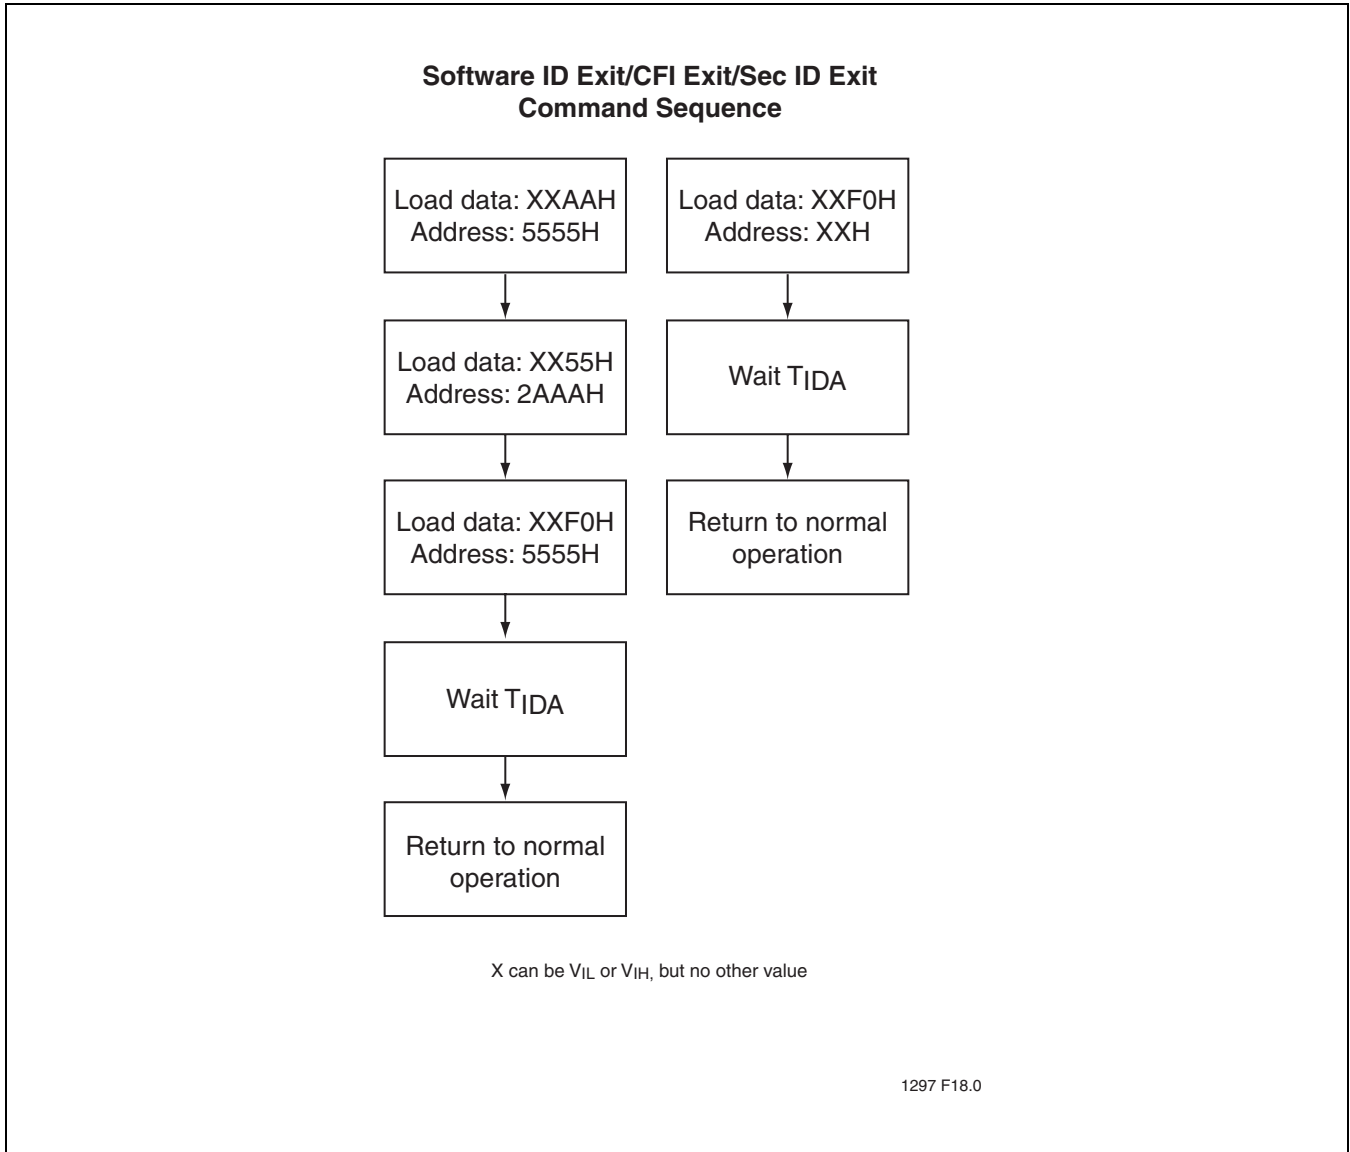 Software ID Exit/CFI Exit/Sec ID Exit
Command Sequence
Load data: XXAAH
Address: 5555H
Load data: XX55H
Address: 2AAAH
Load data: XXF0H
Address: 5555H
Wait TIDA
Return to normal
operation
Load data: XXF0H
Address: XXH
Wait TIDA
Return to normal
operation
X can be VIL or VIH, but no other value
1297 F18.0